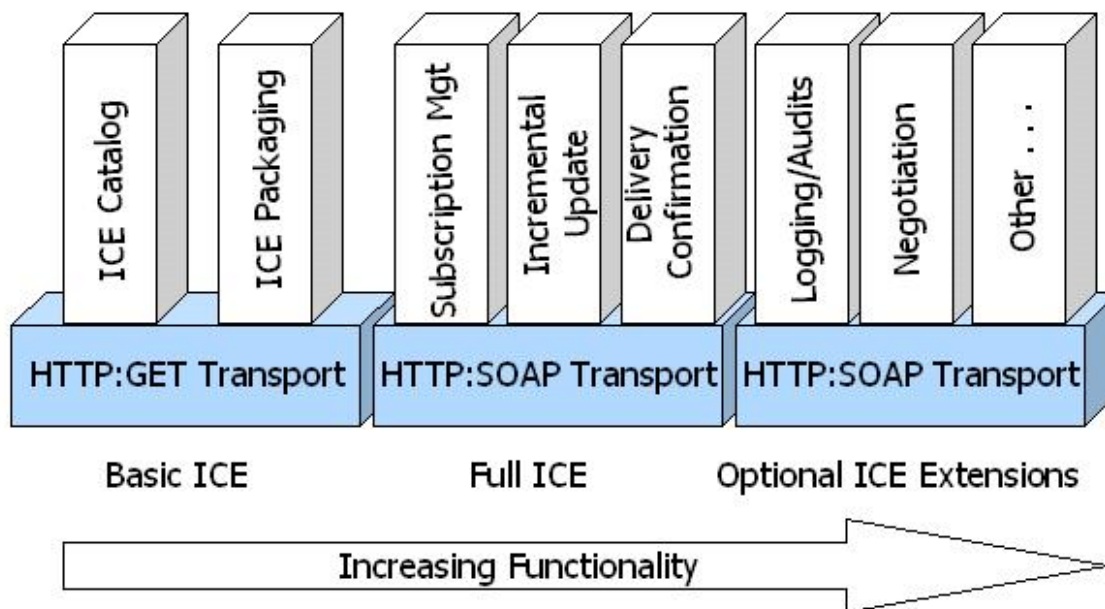 ICE Catalog
ICE Packaging
Subscription Mgt
Incremental
Update
Delivery
Confirmation
Logging/Audits
Negotiation
Other . . .
HTTP:GET Transport
HTTP:SOAP Transport
HTTP:SOAP Transport
Basic ICE
Full ICE
Optional ICE Extensions
Increasing Functionality